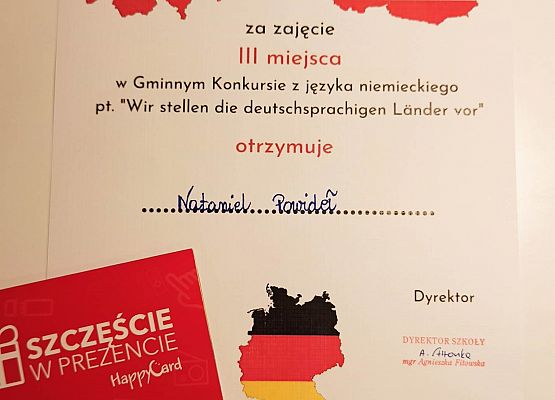 za zajęcie
III miejsca
w Gminnym Konkursie z języka niemieckiego
pt. "Wir stellen die deutschsprachigen Länder vor"
otrzymuje
Nataniel Powideł
Dyrektor
DYREKTOR SZKOŁY
mgr Agnieszka Fitowska
SZCZĘŚCIE
W PREZENCIE
HappyCard